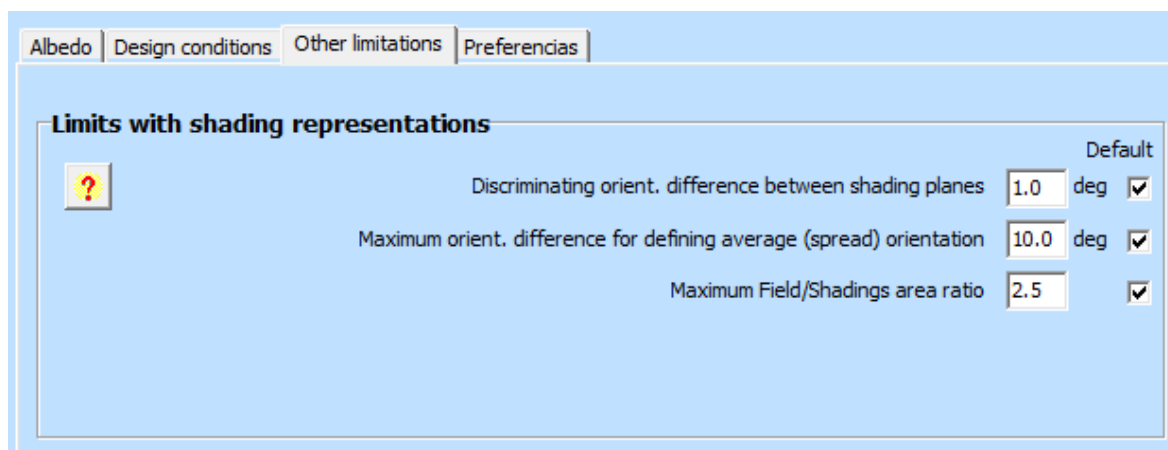 Albedo Design conditions Other limitations Preferencias
Limits with shading representations
Default
? Discriminating orient. difference between shading planes 1.0 deg
Maximum orient. difference for defining average (spread) orientation 10.0 deg
Maximum Field/Shadings area ratio 2.5